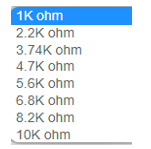 1K ohm
2.2K ohm
3.74K ohm
4.7K ohm
5.6K ohm
6.8K ohm
8.2K ohm
10K ohm